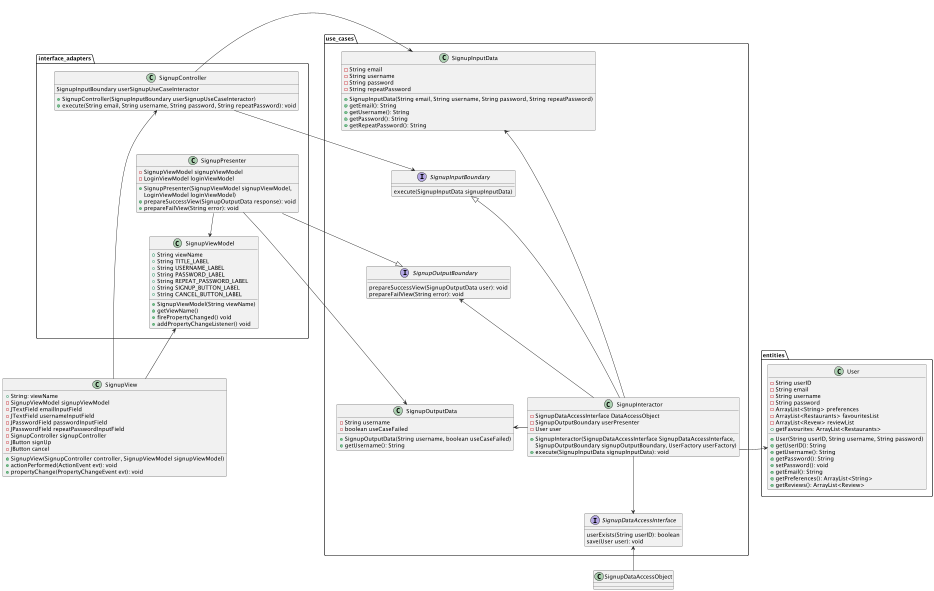 use_cases
interface_adapters
C SignupInputData
String email
String username
String password
String repeatPassword
SignupInputData(String email, String username, String password, String repeatPassword)
getEmail(): String
getUsername(): String
getPassword(): String
getRepeatPassword(): String
C SignupController
SignupInputBoundary userSignupUseCaseInteractor
SignupController(SignupInputBoundary userSignupUseCaseInteractor)
execute(String email, String username, String password, String repeatPassword): void
C SignupPresenter
SignupViewModel signupViewModel
LoginViewModel loginViewModel
SignupPresenter(SignupViewModel signupViewModel,
LoginViewModel loginViewModel)
prepareSuccessView(SignupOutputData response): void
prepareFailView(String error): void
I SignupInputBoundary
execute(SignupInputData signupInputData)
C SignupViewModel
String viewName
String TITLE_LABEL
String USERNAME_LABEL
String PASSWORD_LABEL
String REPEAT_PASSWORD_LABEL
String SIGNUP_BUTTON_LABEL
String CANCEL_BUTTON_LABEL
SignupViewModel(String viewName)
getViewName()
firePropertyChanged() void
addPropertyChangeListener() void
I SignupOutputBoundary
prepareSuccessView(SignupOutputData user): void
prepareFailView(String error): void
entities
C User
String userID
String email
String username
String password
ArrayList<String> preferences
ArrayList<Restaurants> favouritesList
ArrayList<Revew> reviewList
getFavourites: ArrayList<Restaurants>
User(String userID, String username, String password)
getUserID(): String
getUsername(): String
getPassword(): String
setPassword(): void
getEmail(): String
getPreferences(): ArrayList<String>
getReviews(): ArrayList<Review>
C SignupView
String: viewName
SignupViewModel signupViewModel
JTextField emailInputField
JTextField usernameInputField
JPasswordField passwordInputField
JPasswordField repeatPasswordInputField
SignupController signupController
JButton signUp
JButton cancel
SignupView(SignupController controller, SignupViewModel signupViewModel)
actionPerformed(ActionEvent evt): void
propertyChange(PropertyChangeEvent evt): void
C SignupOutputData
String username
boolean useCaseFailed
SignupOutputData(String username, boolean useCaseFailed)
getUsername(): String
C SignupInteractor
SignupDataAccessInterface DataAccessObject
SignupOutputBoundary userPresenter
User user
SignupInteractor(SignupDataAccessInterface SignupDataAccessInterface,
SignupOutputBoundary signupOutputBoundary, UserFactory userFactory)
execute(SignupInputData signupInputData): void
I SignupDataAccessInterface
userExists(String userID): boolean
save(User user): void
C SignupDataAccessObject